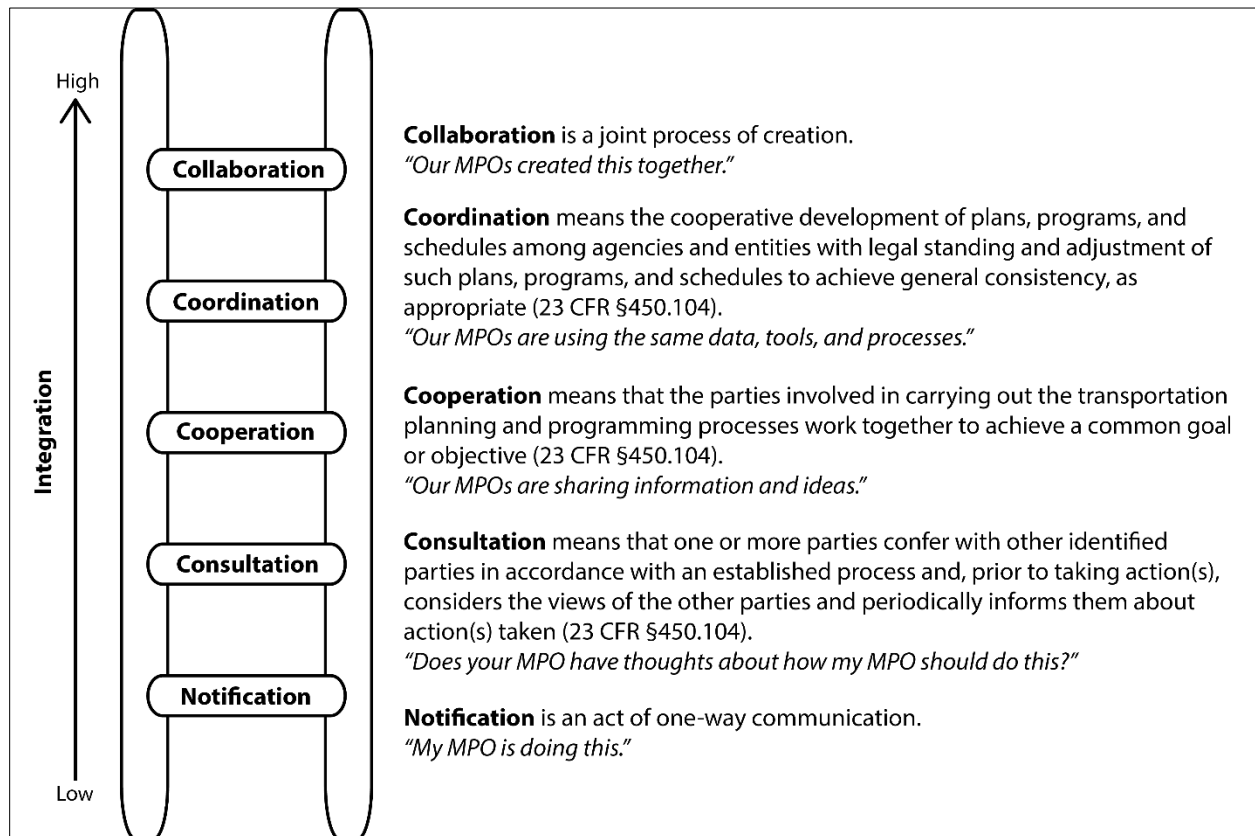 High
Collaboration is a joint process of creation.
“Our MPOs created this together.”
Collaboration
Coordination means the cooperative development of plans, programs, and
schedules among agencies and entities with legal standing and adjustment of
such plans, programs, and schedules to achieve general consistency, as
appropriate (23 CFR §450.104).
“Our MPOs are using the same data, tools, and processes.”
Coordination
Integration
Cooperation means that the parties involved in carrying out the transportation
planning and programming processes work together to achieve a common goal
or objective (23 CFR §450.104).
“Our MPOs are sharing information and ideas.”
Cooperation
Consultation means that one or more parties confer with other identified
parties in accordance with an established process and, prior to taking action(s),
considers the views of the other parties and periodically informs them about
action(s) taken (23 CFR §450.104).
“Does your MPO have thoughts about how my MPO should do this?”
Consultation
Notification
Notification is an act of one-way communication.
“My MPO is doing this.”
Low